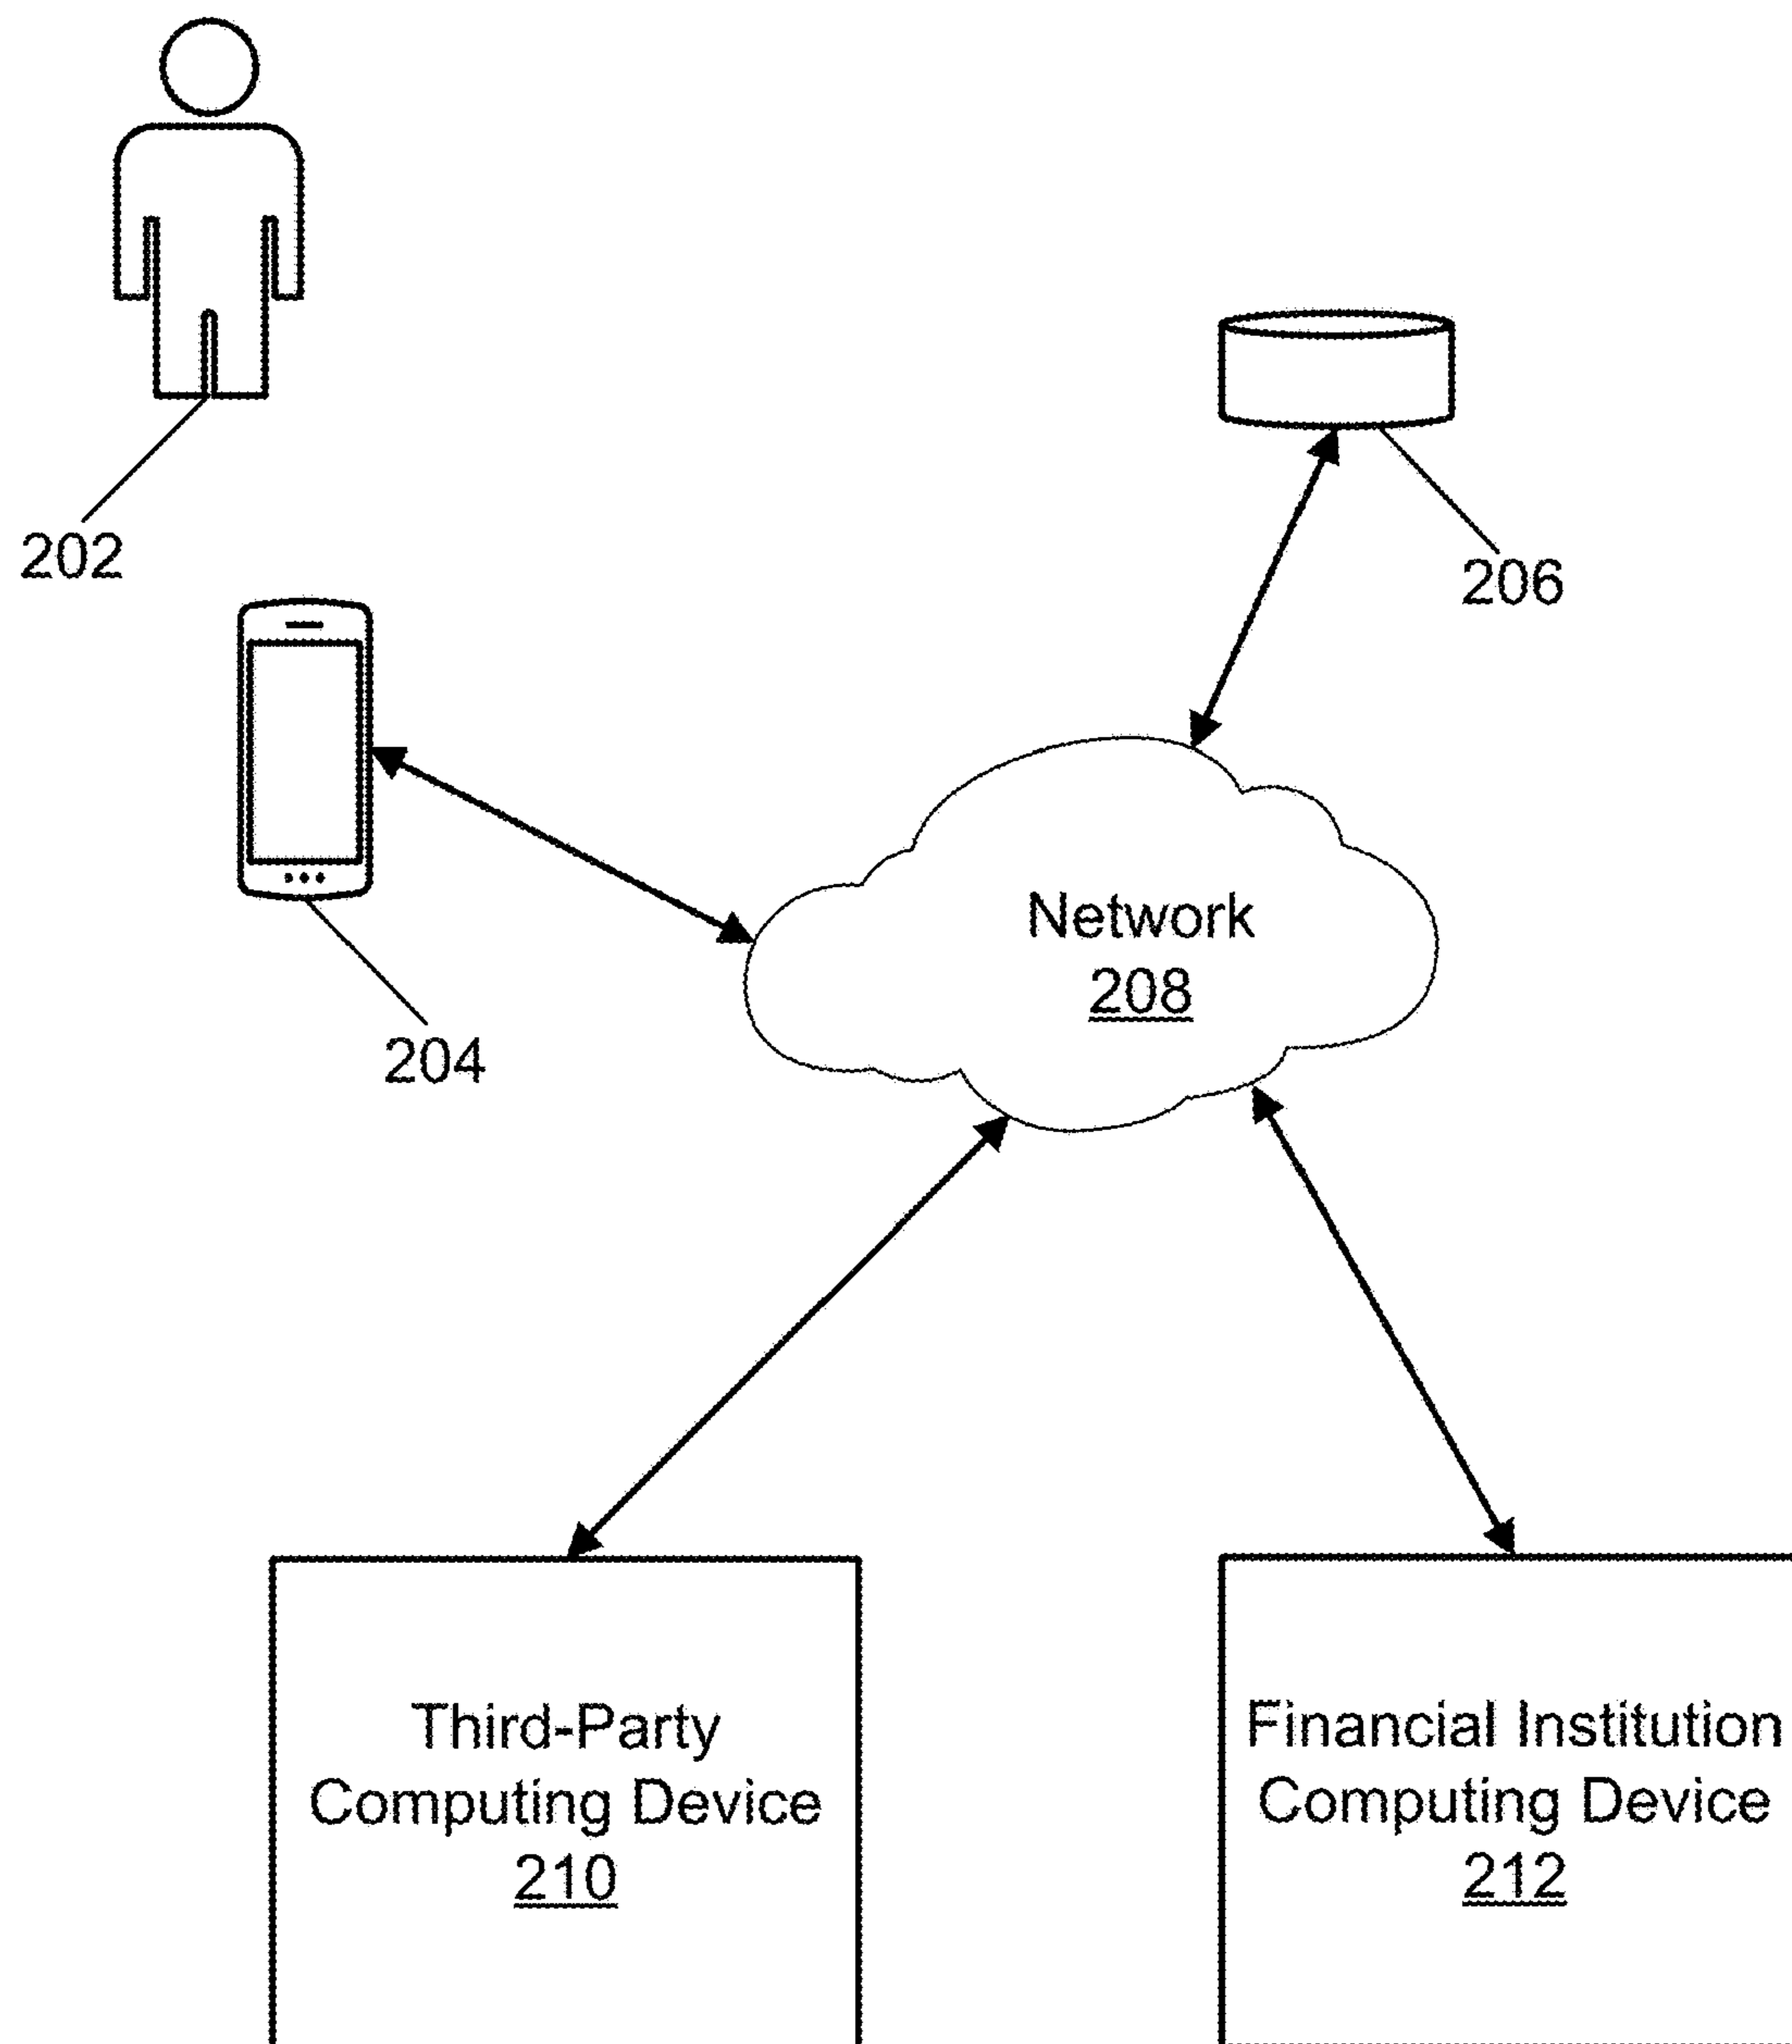 202
206
204
Network
208
Third-Party
Computing Device
210
Financial Institution
Computing Device
212